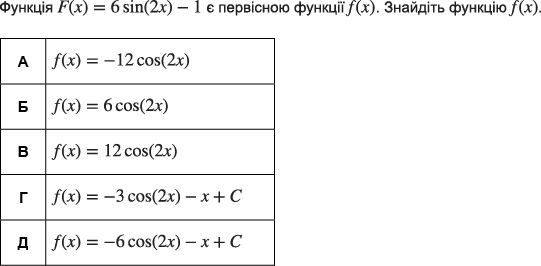 Функція F(x) = 6 sin(2x) − 1 є первісною функції f(x). Знайдіть функцію f(x).
А f(x) = −12 cos(2x)
Б f(x) = 6 cos(2x)
В f(x) = 12 cos(2x)
Г f(x) = −3 cos(2x) − x + C
Д f(x) = −6 cos(2x) − x + C